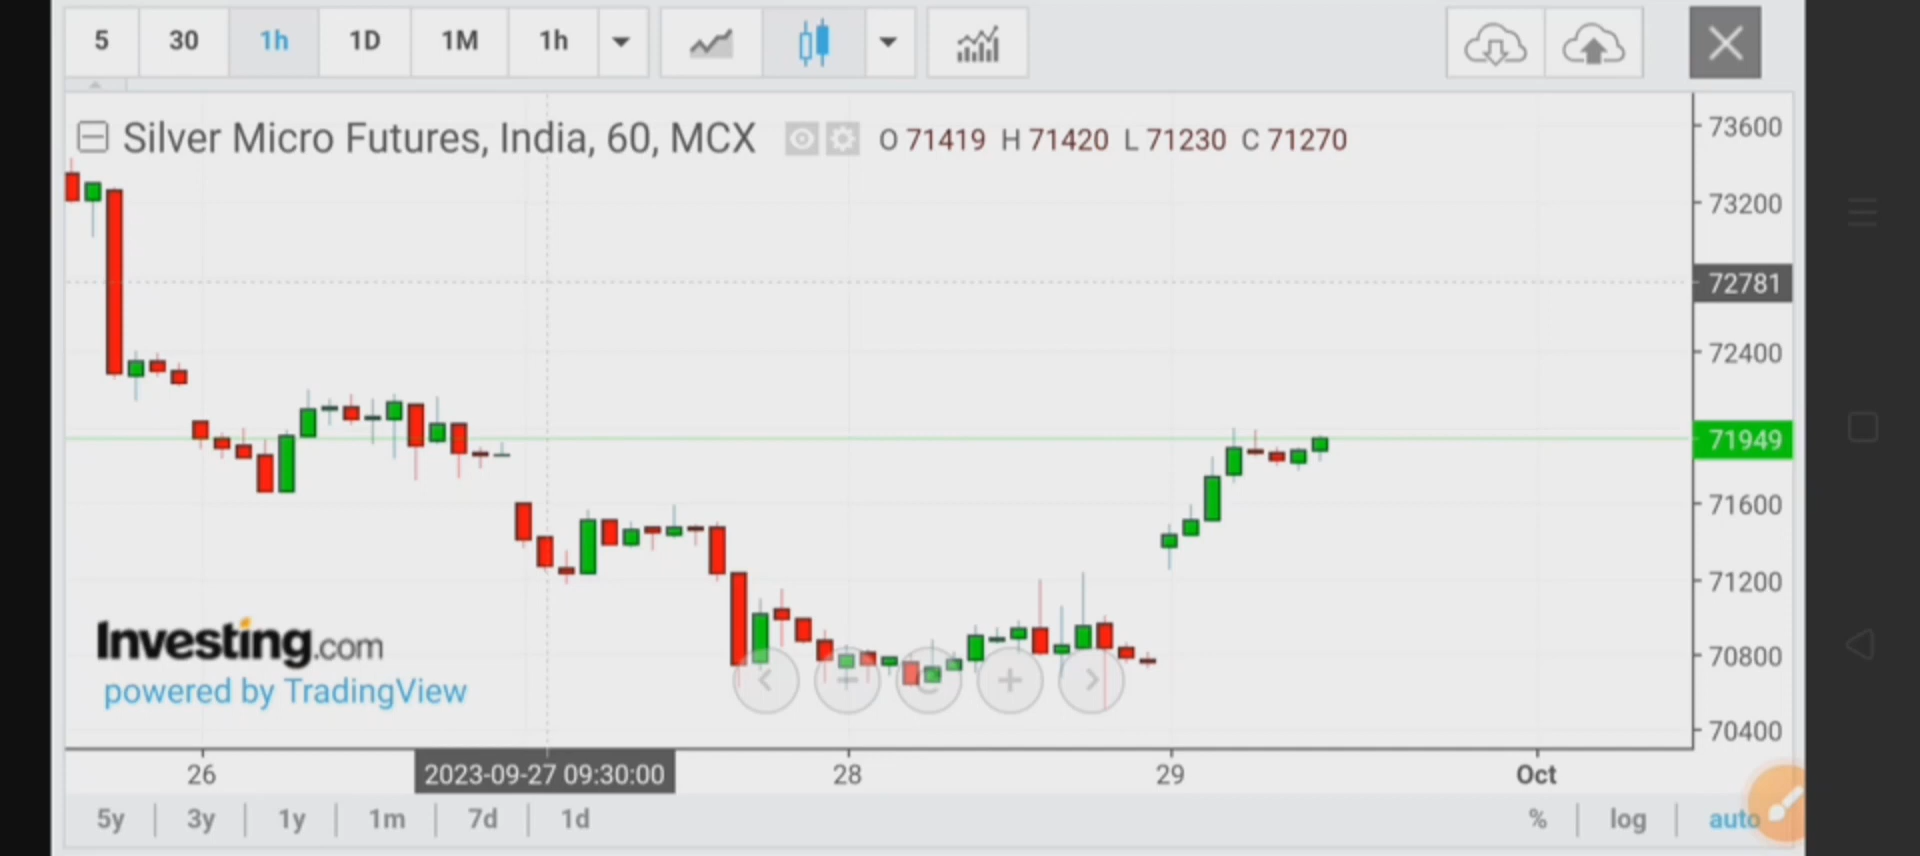 5 30 1h 1D 1M 1h
Silver Micro Futures, India, 60, MCX O 71419 H 71420 L 71230 C 71270
73600
73200
72781
72400
71949
71600
71200
70800
70400
Investing.com
powered by TradingView
26 2023-09-27 09:30:00 28 29 Oct
5y 3y 1y 1m 7d 1d % log auto